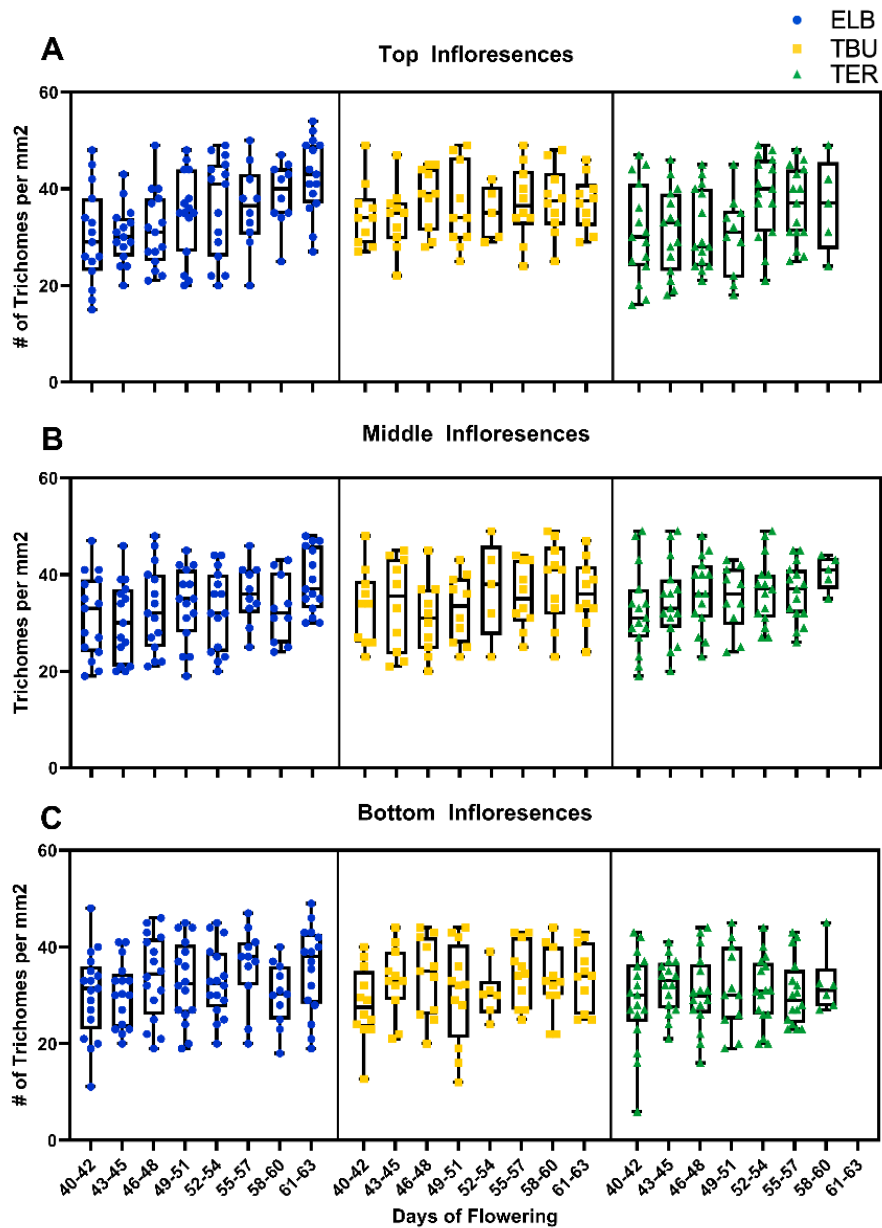 ELB
TBU
TER
A
Top Infloresences
# of Trichomes per mm2
60
40
20
0
B
Middle Infloresences
Trichomes per mm2
60
40
20
0
C
Bottom Infloresences
# of Trichomes per mm2
60
40
20
0
40-42 43-45 46-48 49-51 52-54 55-57 58-60 61-63 40-42 43-45 46-48 49-51 52-54 55-57 58-60 61-63 40-42 43-45 46-48 49-51 52-54 55-57 58-60 61-63
Days of Flowering